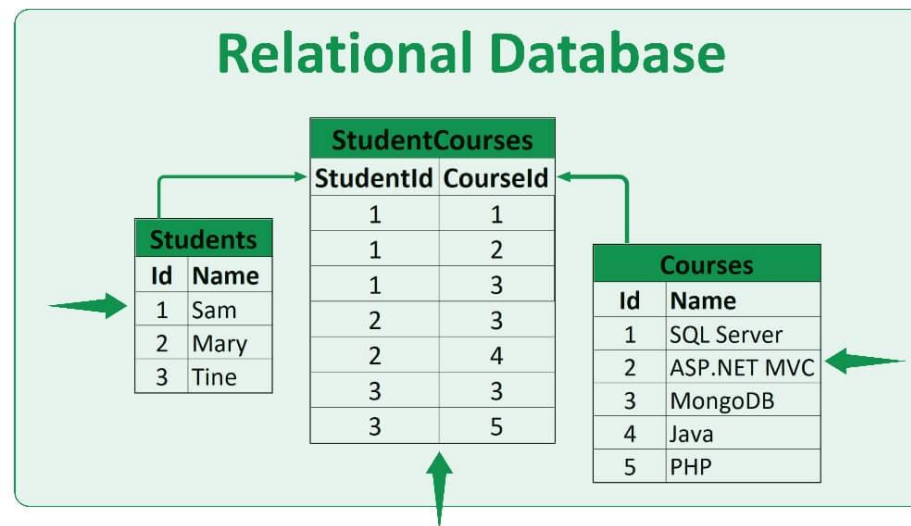 Relational Database
StudentCourses
StudentId CourseId
1 1
1 2
1 3
2 3
2 4
3 3
3 5
Students
Id Name
1 Sam
2 Mary
3 Tine
Courses
Id Name
1 SQL Server
2 ASP.NET MVC
3 MongoDB
4 Java
5 PHP